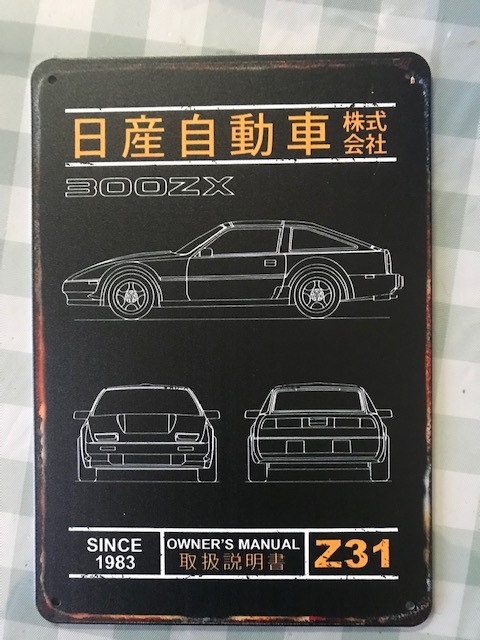 日産自動車 株式
会社
300ZX
SINCE
1983
OWNER'S MANUAL
取扱説明書
Z31